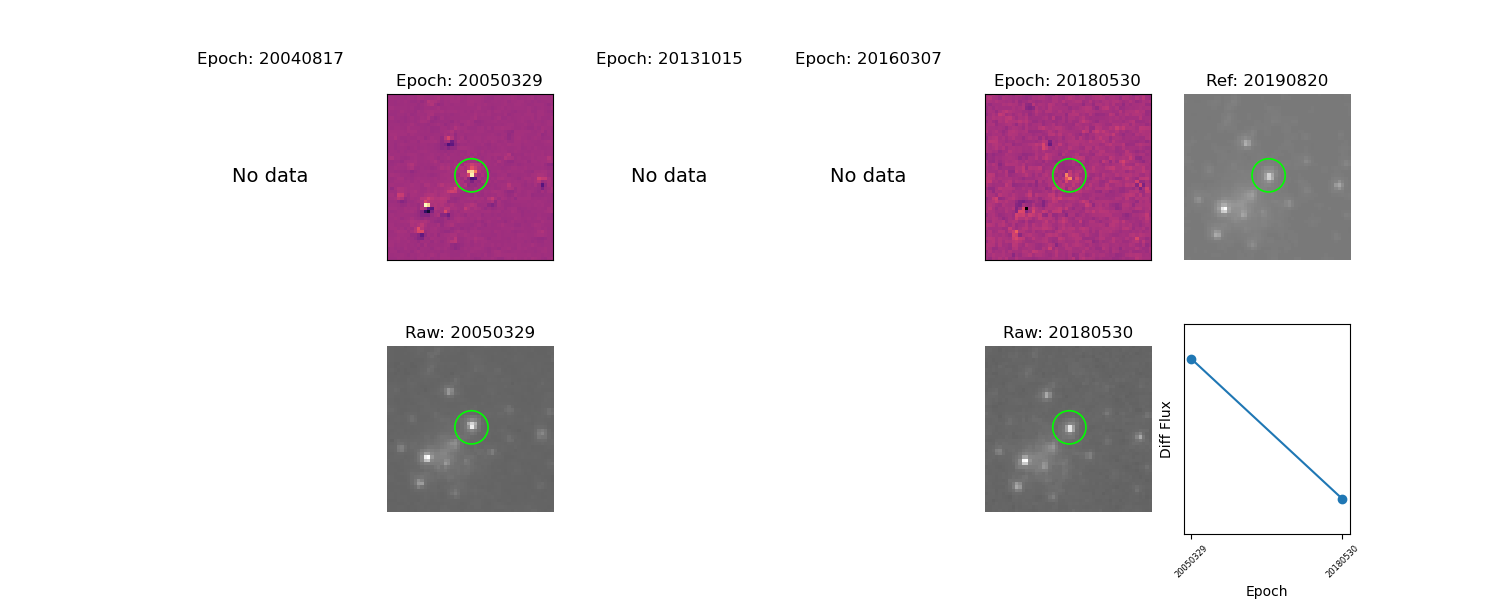 Epoch: 20040817
Epoch: 20131015
Epoch: 20160307
Epoch: 20050329
Epoch: 20180530
Ref: 20190820
No data
No data
No data
Raw: 20050329
Raw: 20180530
Diff Flux
20050329
20180530
Epoch